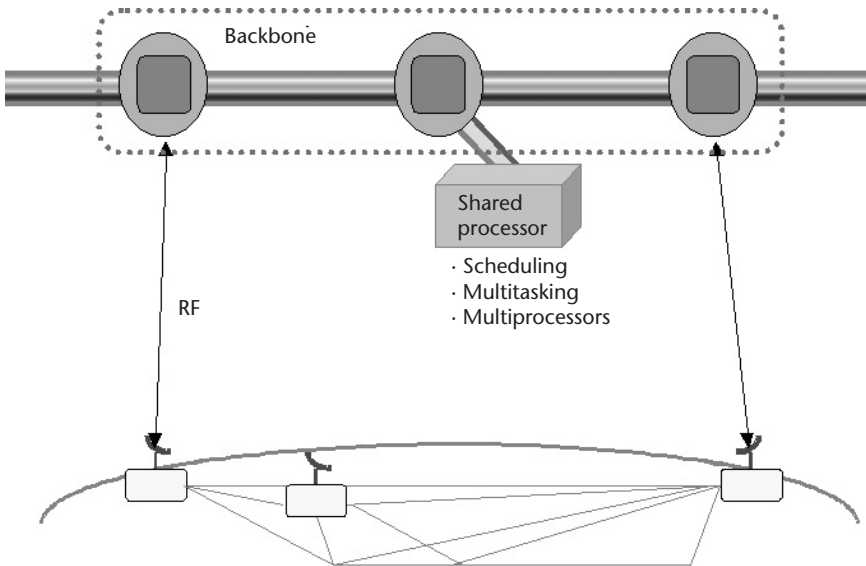 Backbone
Shared
processor
· Scheduling
· Multitasking
· Multiprocessors
RF